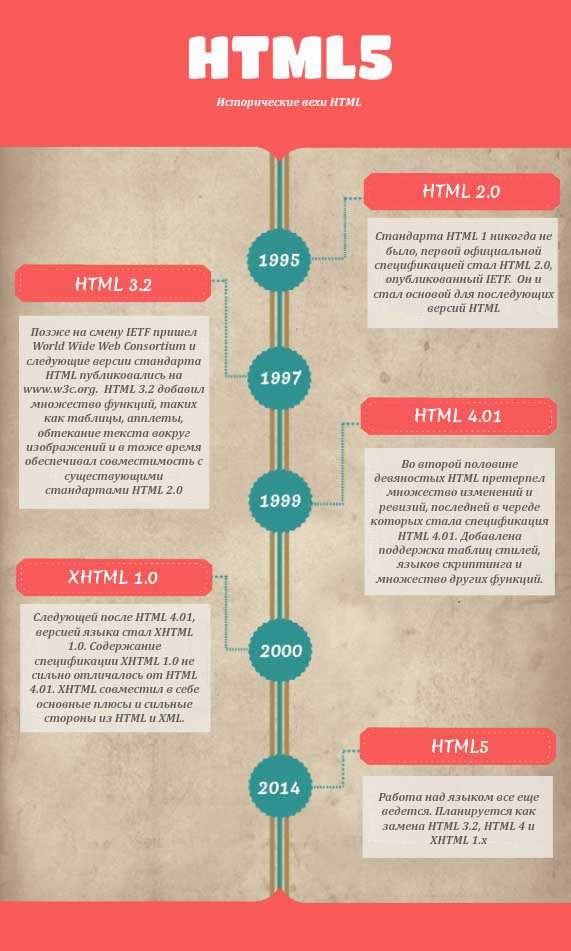 HTML5
Исторические вехи HTML
HTML 2.0
Стандарта HTML 1 никогда не
было, первой официальной
спецификацией стал HTML 2.0,
опубликованный IETF. Он и
стал основой для последующих
версий HTML
1995
HTML 3.2
Позже на смену IETF пришел
World Wide Web Consortium и
следующие версии стандарта
HTML публиковались на
www.w3c.org. HTML 3.2 добавил
множество функций, таких
как таблицы, апплеты,
обтекание текста вокруг
изображений и в тоже время
обеспечивал совместимость с
существующими
стандартами HTML 2.0
1997
HTML 4.01
Во второй половине
девяностых HTML претерпел
множество изменений и
ревизий, последней в череде
которых стала спецификация
HTML 4.01. Добавлена
поддержка таблиц стилей,
языков скриптинга и
множество других функций.
1999
XHTML 1.0
Следующей после HTML 4.01,
версией языка стал XHTML
1.0. Содержание
спецификации XHTML 1.0 не
сильно отличалось от HTML
4.01. XHTML совместил в себе
основные плюсы и сильные
стороны из HTML и XML.
2000
HTML5
Работа над языком все еще
ведется. Планируется как
замена HTML 3.2, HTML 4 и
XHTML 1.x
2014